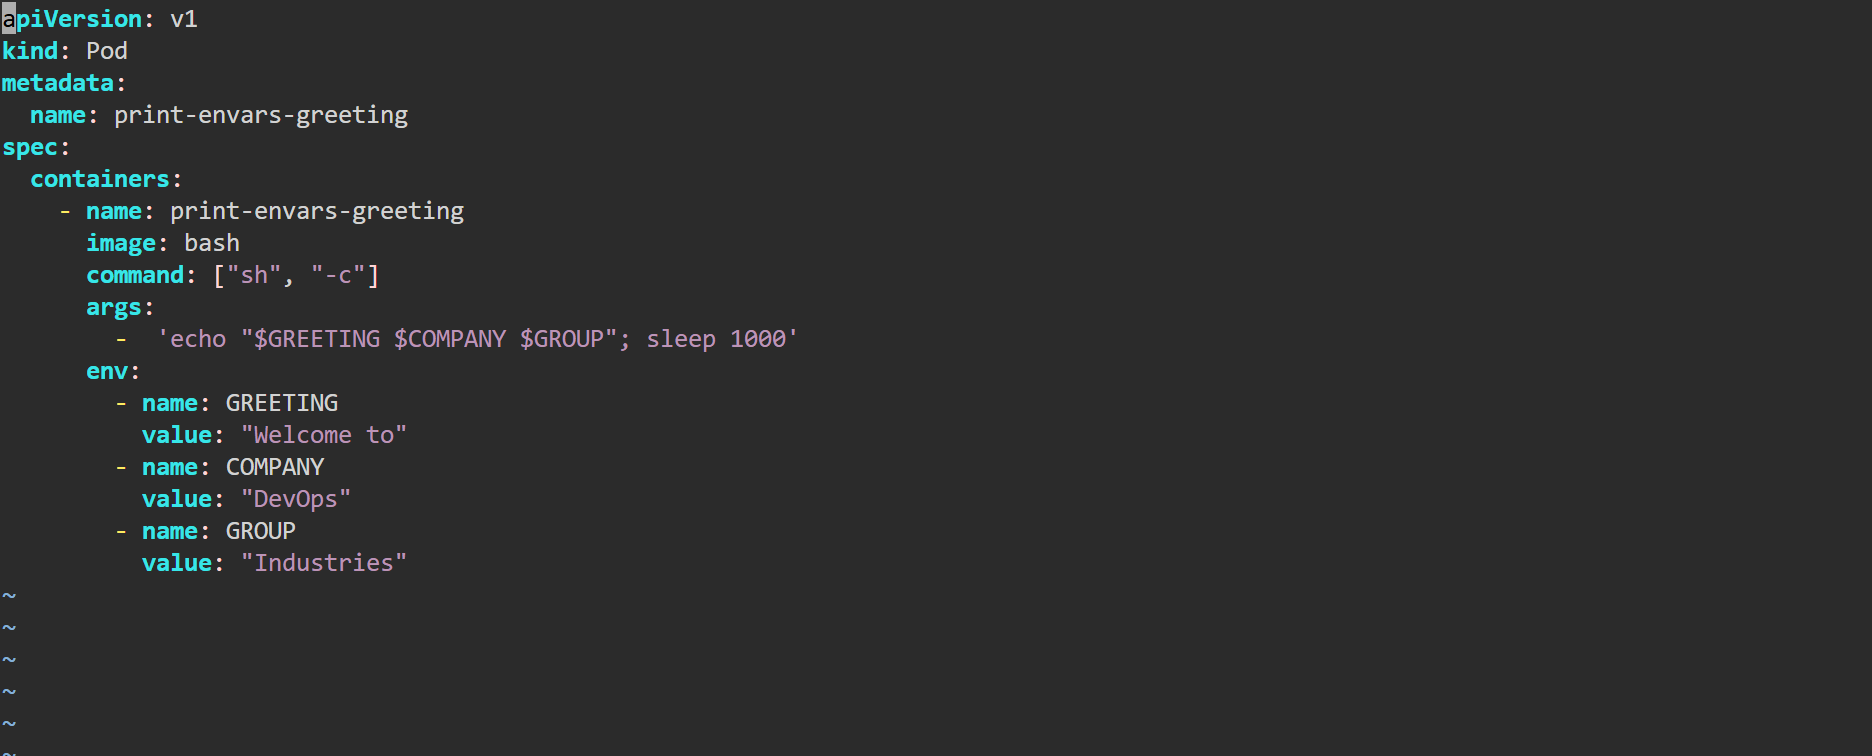 apiVersion: v1
kind: Pod
metadata:
  name: print-envars-greeting
spec:
  containers:
    - name: print-envars-greeting
      image: bash
      command: ["sh", "-c"]
      args:
        -  'echo "$GREETING $COMPANY $GROUP"; sleep 1000'
      env:
        - name: GREETING
          value: "Welcome to"
        - name: COMPANY
          value: "DevOps"
        - name: GROUP
          value: "Industries"
~
~
~
~
~
~